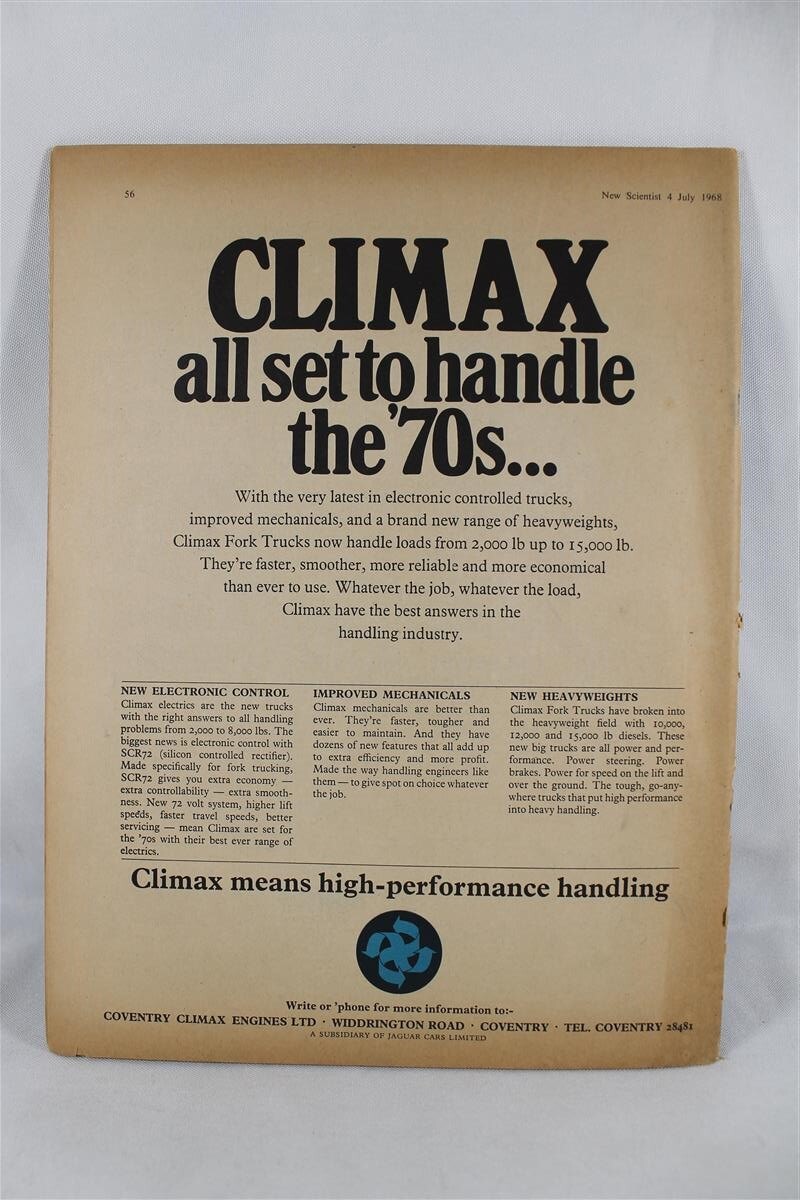 56
New Scientist 4 July 1968
CLIMAX
all set to handle
the '70s...
With the very latest in electronic controlled trucks,
improved mechanicals, and a brand new range of heavyweights,
Climax Fork Trucks now handle loads from 2,000 lb up to 15,000 lb.
They're faster, smoother, more reliable and more economical
than ever to use. Whatever the job, whatever the load,
Climax have the best answers in the
handling industry.
NEW ELECTRONIC CONTROL
Climax electrics are the new trucks
with the right answers to all handling
problems from 2,000 to 8,000 lbs. The
biggest news is electronic control with
SCR72 (silicon controlled rectifier).
Made specifically for fork trucking,
SCR72 gives you extra economy —
extra controllability — extra smooth-
ness. New 72 volt system, higher lift
speeds, faster travel speeds, better
servicing — mean Climax are set for
the '70s with their best ever range of
electrics.
IMPROVED MECHANICALS
Climax mechanicals are better than
ever. They're faster, tougher and
easier to maintain. And they have
dozens of new features that all add up
to extra efficiency and more profit.
Made the way handling engineers like
them — to give spot on choice whatever
the job.
NEW HEAVYWEIGHTS
Climax Fork Trucks have broken into
the heavyweight field with 10,000,
12,000 and 15,000 lb diesels. These
new big trucks are all power and per-
formance. Power steering. Power
brakes. Power for speed on the lift and
over the ground. The tough, go-any-
where trucks that put high performance
into heavy handling.
Climax means high-performance handling
Write or 'phone for more information to:-
COVENTRY CLIMAX ENGINES LTD · WIDDRINGTON ROAD · COVENTRY · TEL. COVENTRY 28481
A SUBSIDIARY OF JAGUAR CARS LIMITED